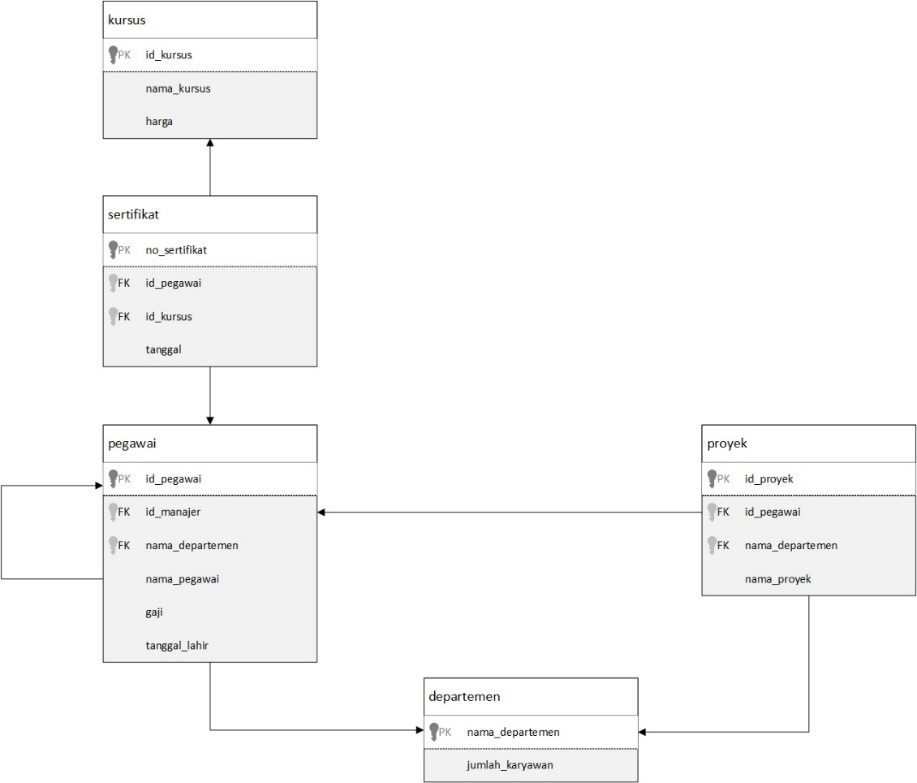 kursus
PK id_kursus
nama_kursus
harga
sertifikat
PK no_sertifikat
FK id_pegawai
FK id_kursus
tanggal
pegawai
PK id_pegawai
FK id_manajer
FK nama_departemen
nama_pegawai
gaji
tanggal_lahir
proyek
PK id_proyek
FK id_pegawai
FK nama_departemen
nama_proyek
departemen
PK nama_departemen
jumlah_karyawan